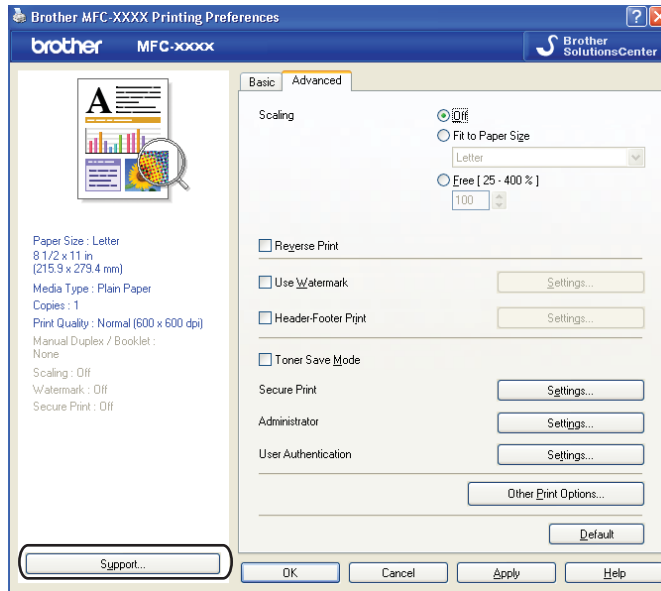 Brother MFC-XXXX Printing Preferences
brother MFC-xxxx
Brother
SolutionsCenter
Basic Advanced
Scaling
Off
Fit to Paper Size
Letter
Free [ 25 - 400 % ]
100
Reverse Print
Use Watermark Settings...
Header-Footer Print Settings...
Toner Save Mode
Secure Print Settings...
Administrator Settings...
User Authentication Settings...
Other Print Options...
Default
A
Paper Size : Letter
8 1/2 x 11 in
(215.9 x 279.4 mm)
Media Type : Plain Paper
Copies : 1
Print Quality : Normal (600 x 600 dpi)
Manual Duplex / Booklet :
None
Scaling : Off
Watermark : Off
Secure Print : Off
Support...
OK Cancel Apply Help